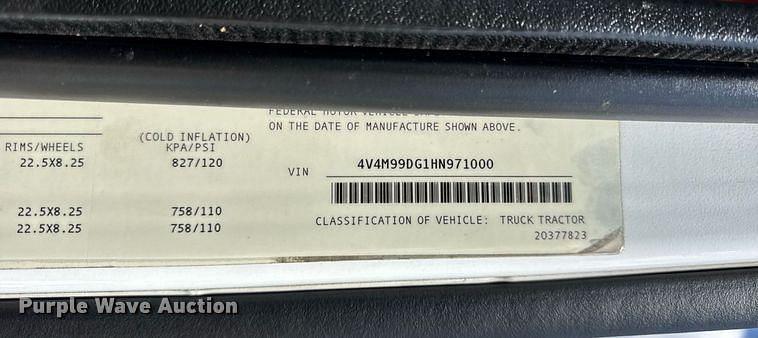 FEDERAL MOTOR VEHICLE
ON THE DATE OF MANUFACTURE SHOWN ABOVE.
RIMS/WHEELS
(COLD INFLATION)
KPA/PSI
22.5X8.25 827/120
22.5X8.25 758/110
22.5X8.25 758/110
VIN 4V4M99DG1HN971000
CLASSIFICATION OF VEHICLE: TRUCK TRACTOR
20377823
Purple Wave Auction